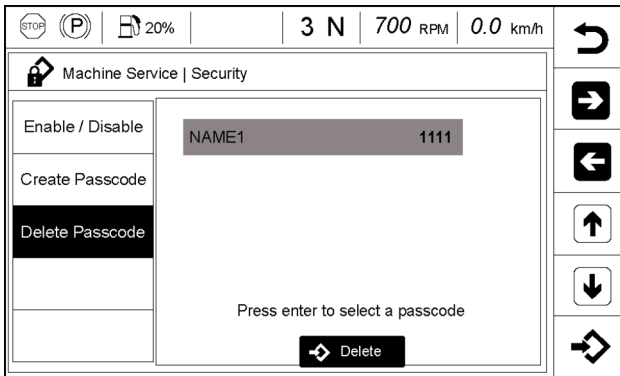 STOP P 20% 3 N 700 RPM 0.0 km/h
Machine Service | Security
Enable / Disable
NAME1 1111
Create Passcode
Delete Passcode
Press enter to select a passcode
Delete